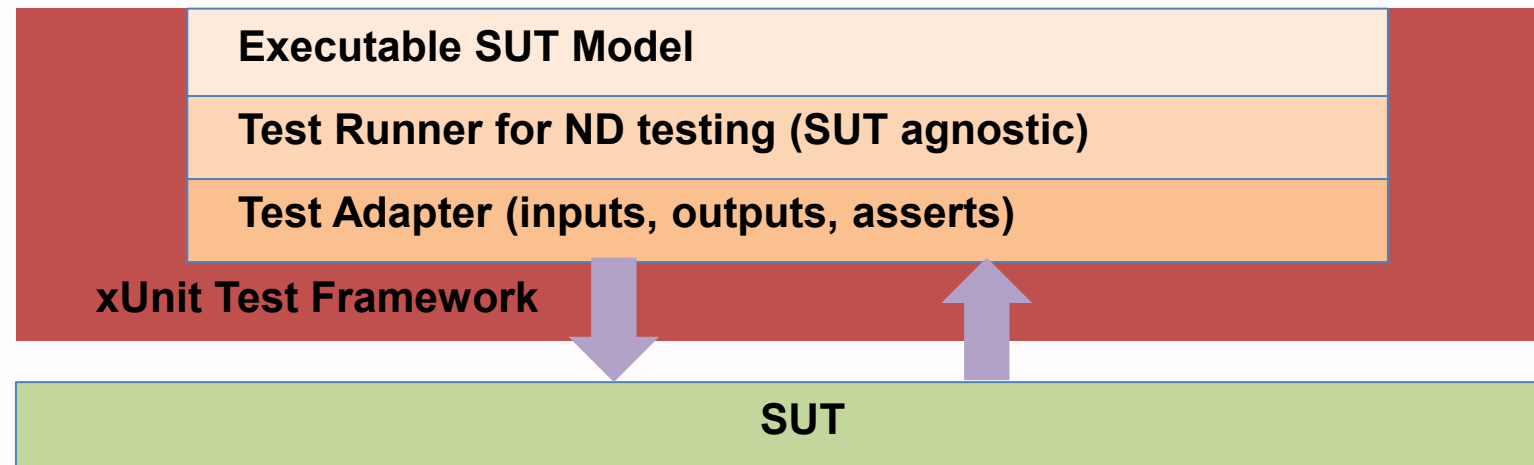 Executable SUT Model
Test Runner for ND testing (SUT agnostic)
Test Adapter (inputs, outputs, asserts)
xUnit Test Framework
SUT